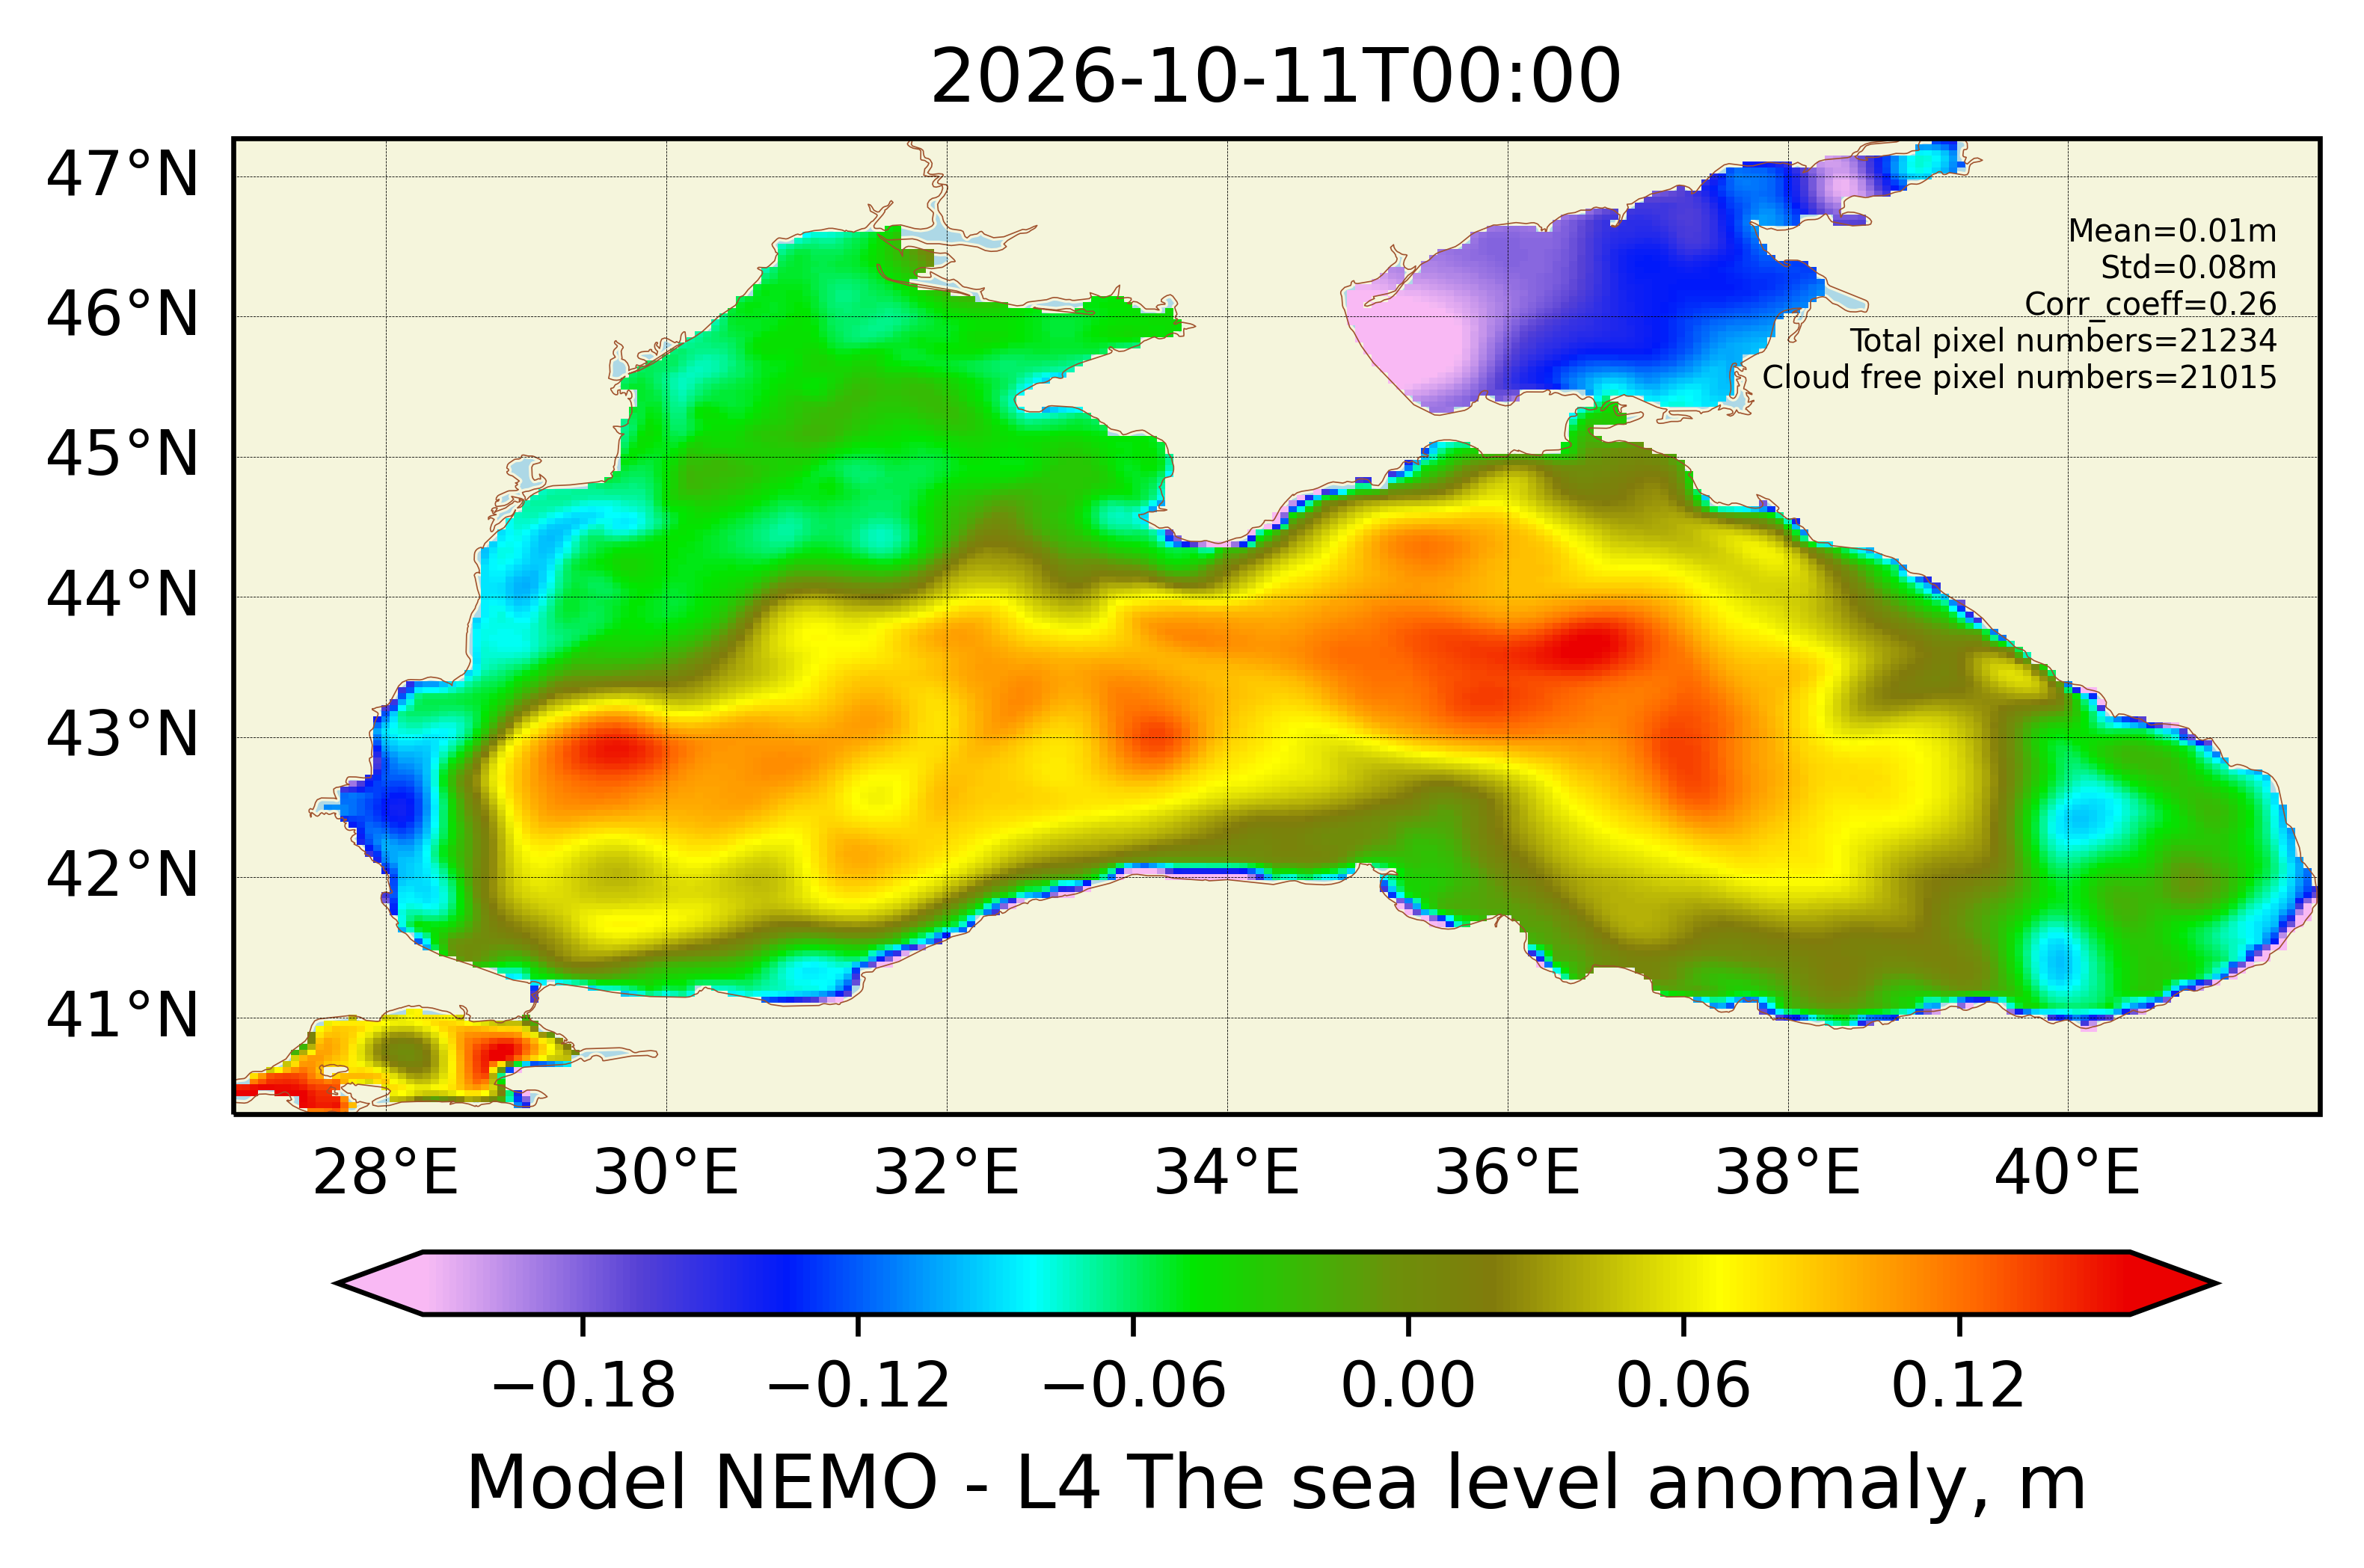 2026-10-11T00:00
47°N
46°N
45°N
44°N
43°N
42°N
41°N
Mean=0.01m
Std=0.08m
Corr_coeff=0.26
Total pixel numbers=21234
Cloud free pixel numbers=21015
28°E 30°E 32°E 34°E 36°E 38°E 40°E
−0.18 −0.12 −0.06 0.00 0.06 0.12
Model NEMO - L4 The sea level anomaly, m